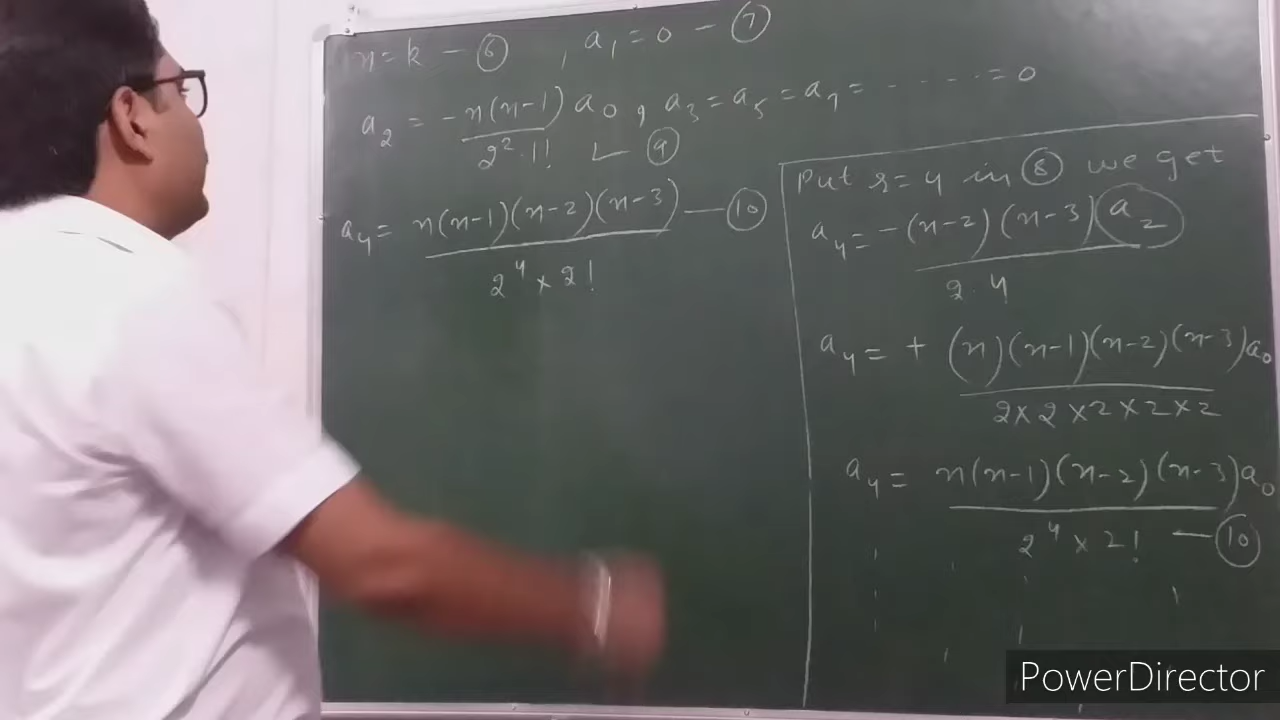 n = k — ⑥ , a₁ = 0 — ⑦
a₂ = - n(n-1) a₀ , a₃ = a₅ = a₇ = - - - - - = 0
2² · 1! ⑨
a₄ = n(n-1)(n-2)(n-3) — ⑩
2⁴ × 2!
Put r = 4 in ⑧ we get
a₄ = - (n-2)(n-3) a₂
2 · 4
a₄ = + (n)(n-1)(n-2)(n-3) a₀
2 × 2 × 2 × 2 × 2
a₄ = n(n-1)(n-2)(n-3) a₀
2⁴ × 2! — ⑩
PowerDirector